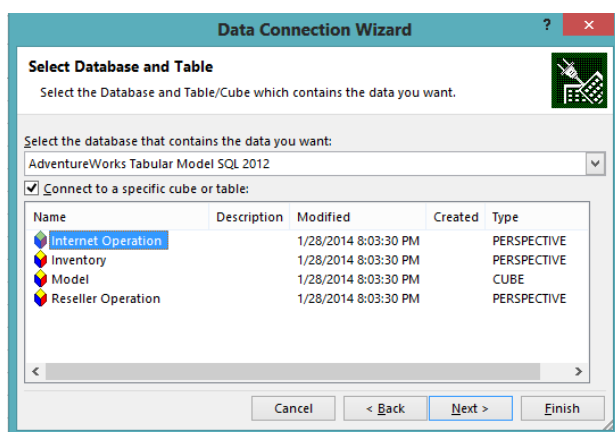 Data Connection Wizard ? ×
Select Database and Table
Select the Database and Table/Cube which contains the data you want.
Select the database that contains the data you want:
AdventureWorks Tabular Model SQL 2012
Connect to a specific cube or table:
Name Description Modified Created Type
Internet Operation 1/28/2014 8:03:30 PM PERSPECTIVE
Inventory 1/28/2014 8:03:30 PM PERSPECTIVE
Model 1/28/2014 8:03:30 PM CUBE
Reseller Operation 1/28/2014 8:03:30 PM PERSPECTIVE
Cancel < Back Next > Finish